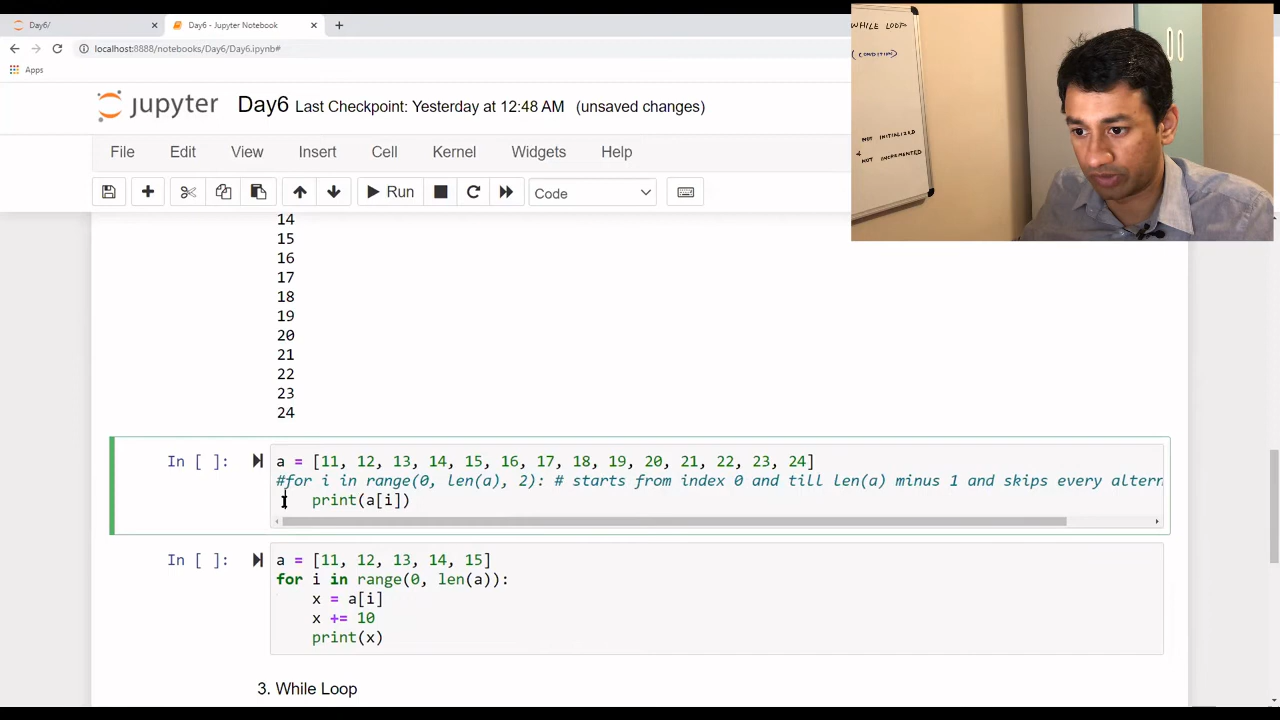 Day6/
Day6 - Jupyter Notebook
localhost:8888/notebooks/Day6/Day6.ipynb#
Apps
WHILE LOOP
(CONDITION)
NOT INITIALIZED
NOT INCREMENTED
jupyter Day6 Last Checkpoint: Yesterday at 12:48 AM (unsaved changes)
File Edit View Insert Cell Kernel Widgets Help
Run Code
14
15
16
17
18
19
20
21
22
23
24
In [ ]: a = [11, 12, 13, 14, 15, 16, 17, 18, 19, 20, 21, 22, 23, 24]
#for i in range(0, len(a), 2): # starts from index 0 and till len(a) minus 1 and skips every altern
print(a[i])
In [ ]: a = [11, 12, 13, 14, 15]
for i in range(0, len(a)):
x = a[i]
x += 10
print(x)
3. While Loop